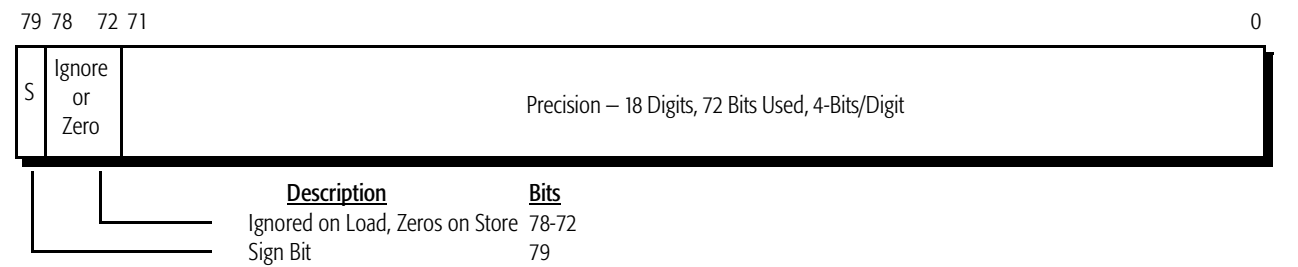 79 78 72 71 0
S
Ignore
or
Zero
Precision — 18 Digits, 72 Bits Used, 4-Bits/Digit
Description Bits
Ignored on Load, Zeros on Store 78-72
Sign Bit 79